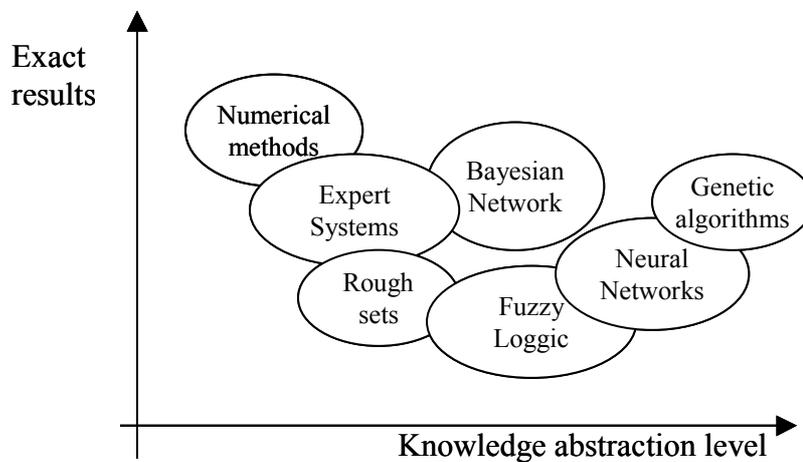 Exact
results
Numerical
methods
Expert
Systems
Bayesian
Network
Genetic
algorithms
Rough
sets
Fuzzy
Loggic
Neural
Networks
Knowledge abstraction level